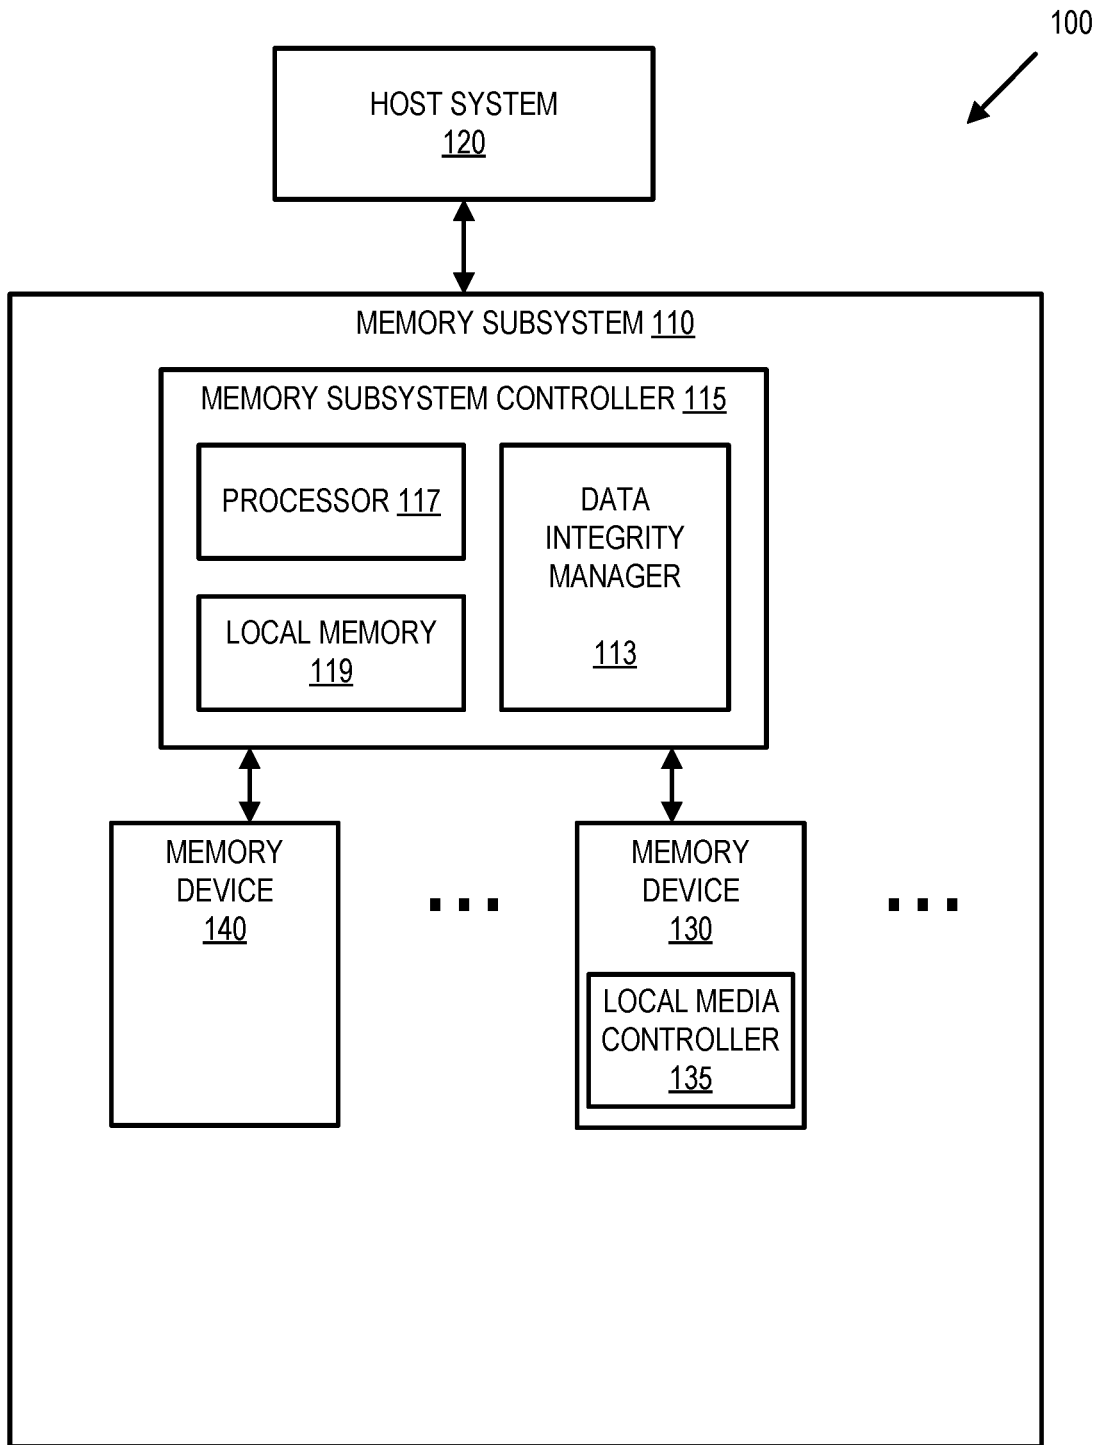 100
HOST SYSTEM
120
MEMORY SUBSYSTEM 110
MEMORY SUBSYSTEM CONTROLLER 115
PROCESSOR 117
LOCAL MEMORY
119
DATA
INTEGRITY
MANAGER
113
MEMORY
DEVICE
140
MEMORY
DEVICE
130
LOCAL MEDIA
CONTROLLER
135